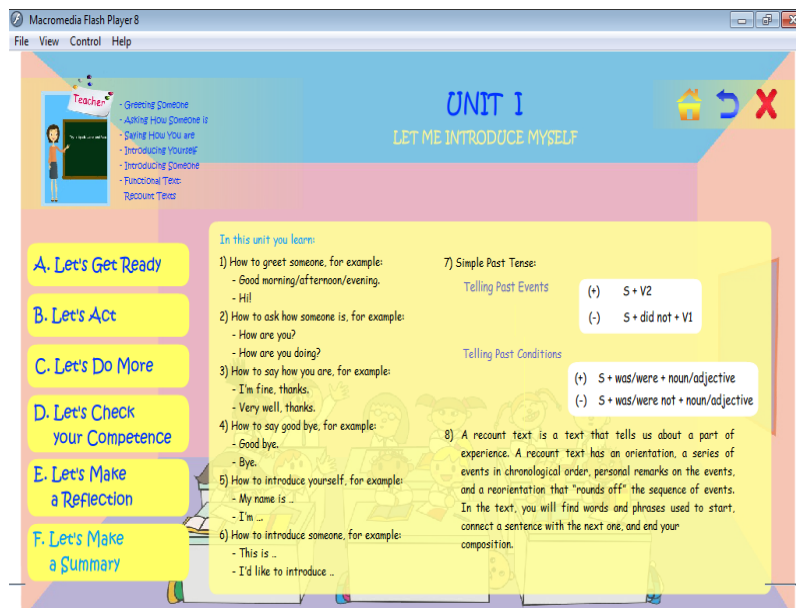 Macromedia Flash Player 8
File View Control Help
Teacher
- Greeting Someone
- Asking How Someone is
- Saying How You are
- Introducing Yourself
- Introducing Someone
- Functional Text:
Recount Texts
UNIT 1
LET ME INTRODUCE MYSELF
A. Let's Get Ready
B. Let's Act
C. Let's Do More
D. Let's Check
your Competence
E. Let's Make
a Reflection
F. Let's Make
a Summary
In this unit you learn:
1) How to greet someone, for example:
- Good morning/afternoon/evening.
- Hi!
2) How to ask how someone is, for example:
- How are you?
- How are you doing?
3) How to say how you are, for example:
- I'm fine, thanks.
- Very well, thanks.
4) How to say good bye, for example:
- Good bye.
- Bye.
5) How to introduce yourself, for example:
- My name is ..
- I'm ...
6) How to introduce someone, for example:
- This is ..
- I'd like to introduce ..
7) Simple Past Tense:
Telling Past Events
(+) S + V2
(-) S + did not + V1
Telling Past Conditions
(+) S + was/were + noun/adjective
(-) S + was/were not + noun/adjective
8) A recount text is a text that tells us about a part of
experience. A recount text has an orientation, a series of
events in chronological order, personal remarks on the events,
and a reorientation that "rounds off" the sequence of events.
In the text, you will find words and phrases used to start,
connect a sentence with the next one, and end your
composition.